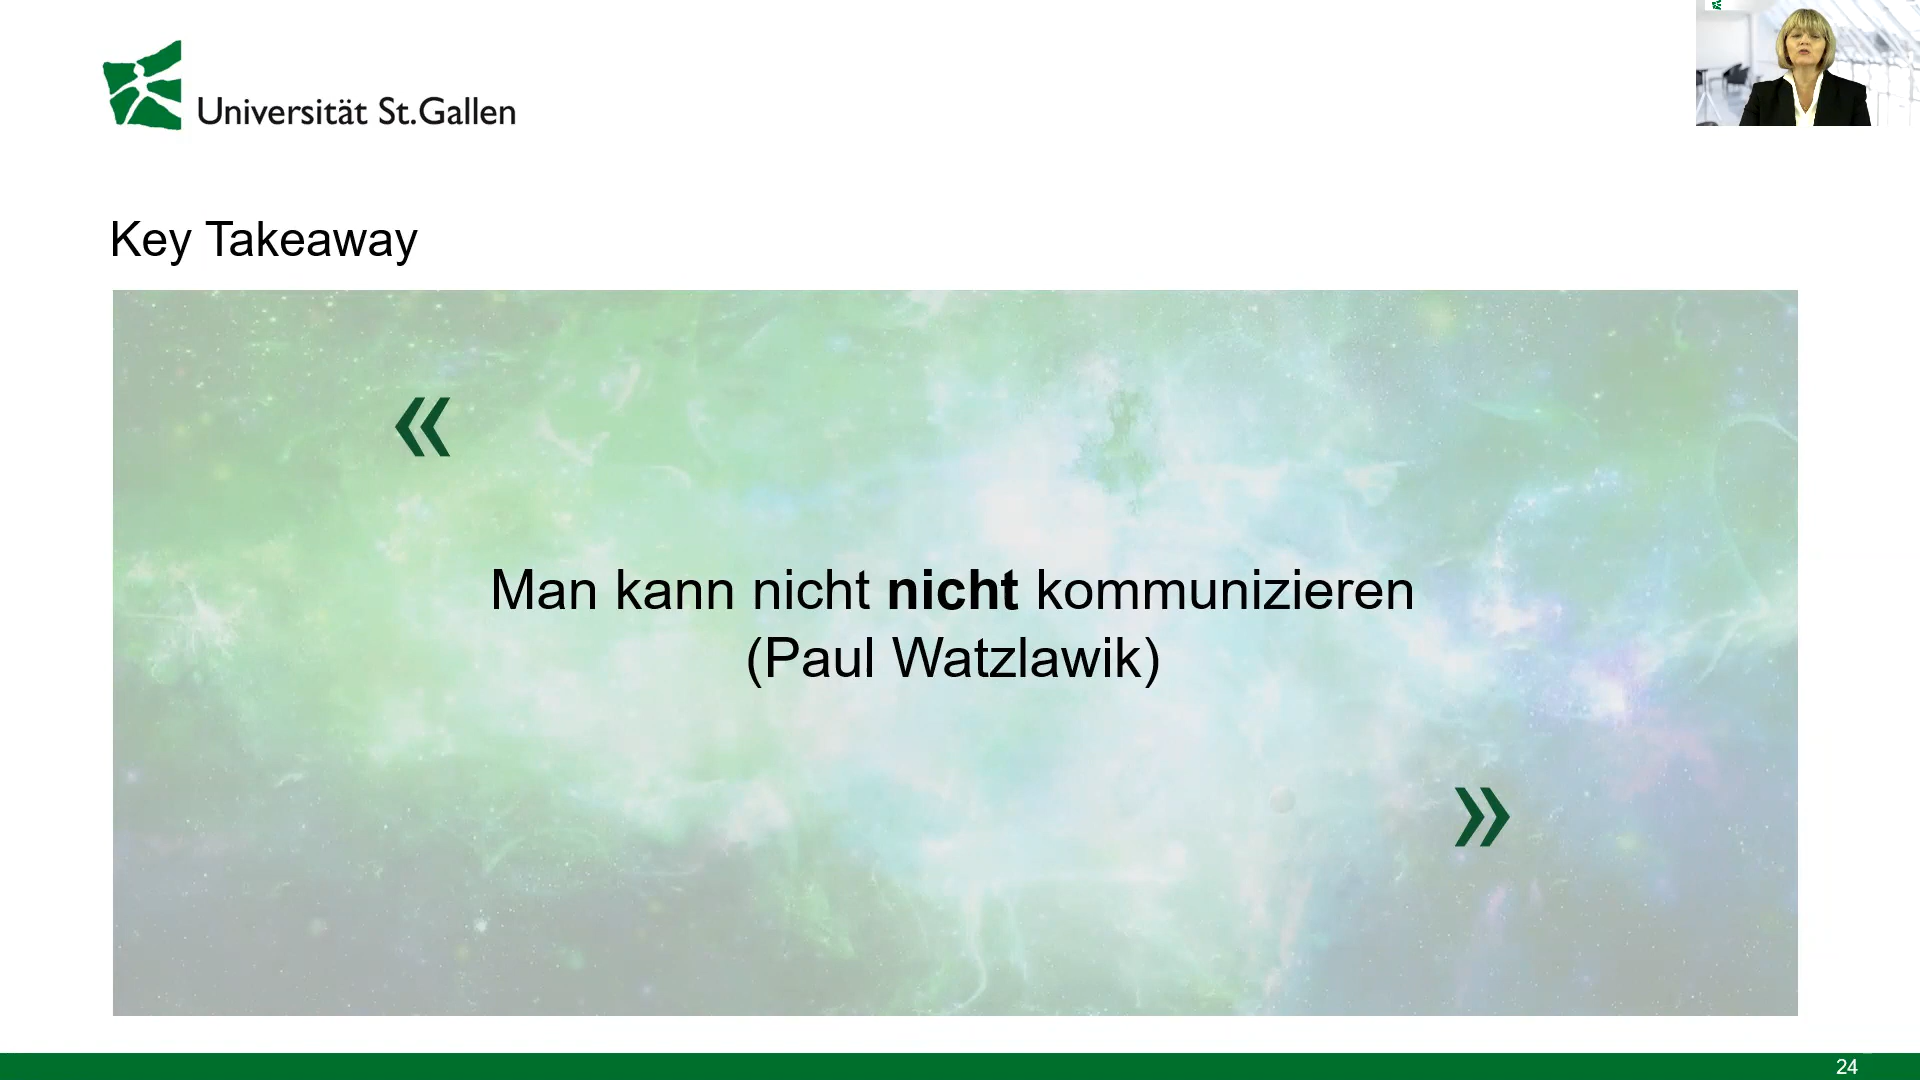 Universität St.Gallen
Key Takeaway
«
Man kann nicht nicht kommunizieren
(Paul Watzlawik)
»
24